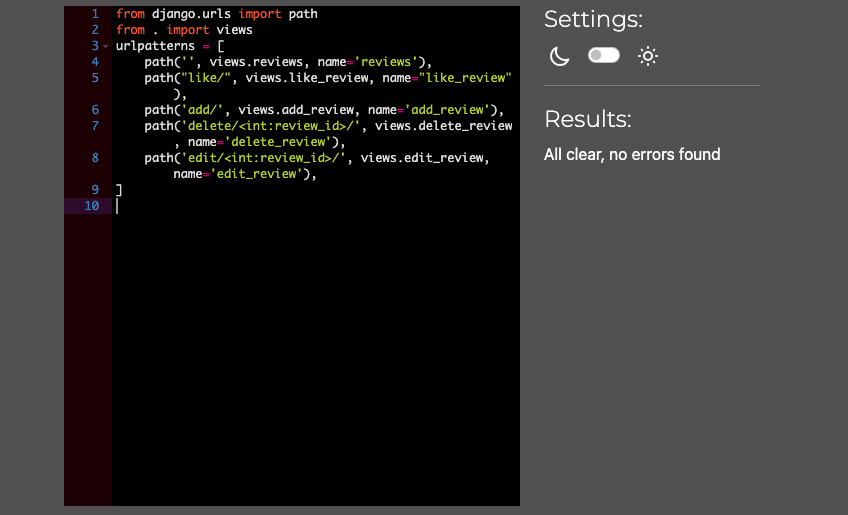 1 from django.urls import path
2 from . import views
3 urlpatterns = [
4     path('', views.reviews, name='reviews'),
5     path("like/", views.like_review, name="like_review"
        ),
6     path('add/', views.add_review, name='add_review'),
7     path('delete/<int:review_id>/', views.delete_review
        , name='delete_review'),
8     path('edit/<int:review_id>/', views.edit_review,
        name='edit_review'),
9 ]
10
Settings:
Results:
All clear, no errors found